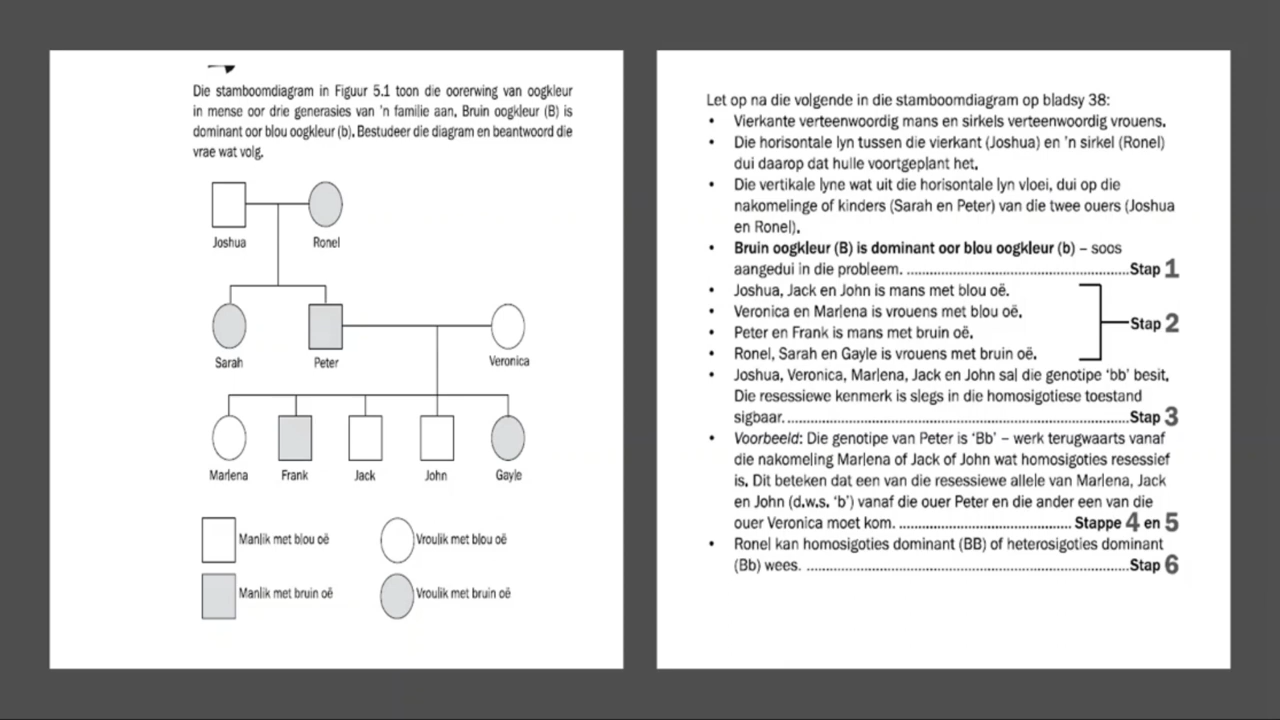 Die stamboomdiagram in Figuur 5.1 toon die oorerwing van oogkleur
in mense oor drie generasies van 'n familie aan. Bruin oogkleur (B) is
dominant oor blou oogkleur (b). Bestudeer die diagram en beantwoord die
vrae wat volg.
Joshua
Ronel
Sarah
Peter
Veronica
Marlena
Frank
Jack
John
Gayle
Manlik met blou oë
Vroulik met blou oë
Manlik met bruin oë
Vroulik met bruin oë
Let op na die volgende in die stamboomdiagram op bladsy 38:
• Vierkante verteenwoordig mans en sirkels verteenwoordig vrouens.
• Die horisontale lyn tussen die vierkant (Joshua) en 'n sirkel (Ronel)
dui daarop dat hulle voortgeplant het.
• Die vertikale lyne wat uit die horisontale lyn vloei, dui op die
nakomelinge of kinders (Sarah en Peter) van die twee ouers (Joshua
en Ronel).
• Bruin oogkleur (B) is dominant oor blou oogkleur (b) – soos
aangedui in die probleem. ........................................................Stap 1
• Joshua, Jack en John is mans met blou oë.
• Veronica en Marlena is vrouens met blou oë.
Stap 2
• Peter en Frank is mans met bruin oë.
• Ronel, Sarah en Gayle is vrouens met bruin oë.
• Joshua, Veronica, Marlena, Jack en John sal die genotipe 'bb' besit.
Die resessiewe kenmerk is slegs in die homosigotiese toestand
sigbaar. ........................................................Stap 3
• Voorbeeld: Die genotipe van Peter is 'Bb' – werk terugwaarts vanaf
die nakomeling Marlena of Jack of John wat homosigoties resessief
is. Dit beteken dat een van die resessiewe allele van Marlena, Jack
en John (d.w.s. 'b') vanaf die ouer Peter en die ander een van die
ouer Veronica moet kom. ........................................ Stappe 4 en 5
• Ronel kan homosigoties dominant (BB) of heterosigoties dominant
(Bb) wees. ........................................................Stap 6